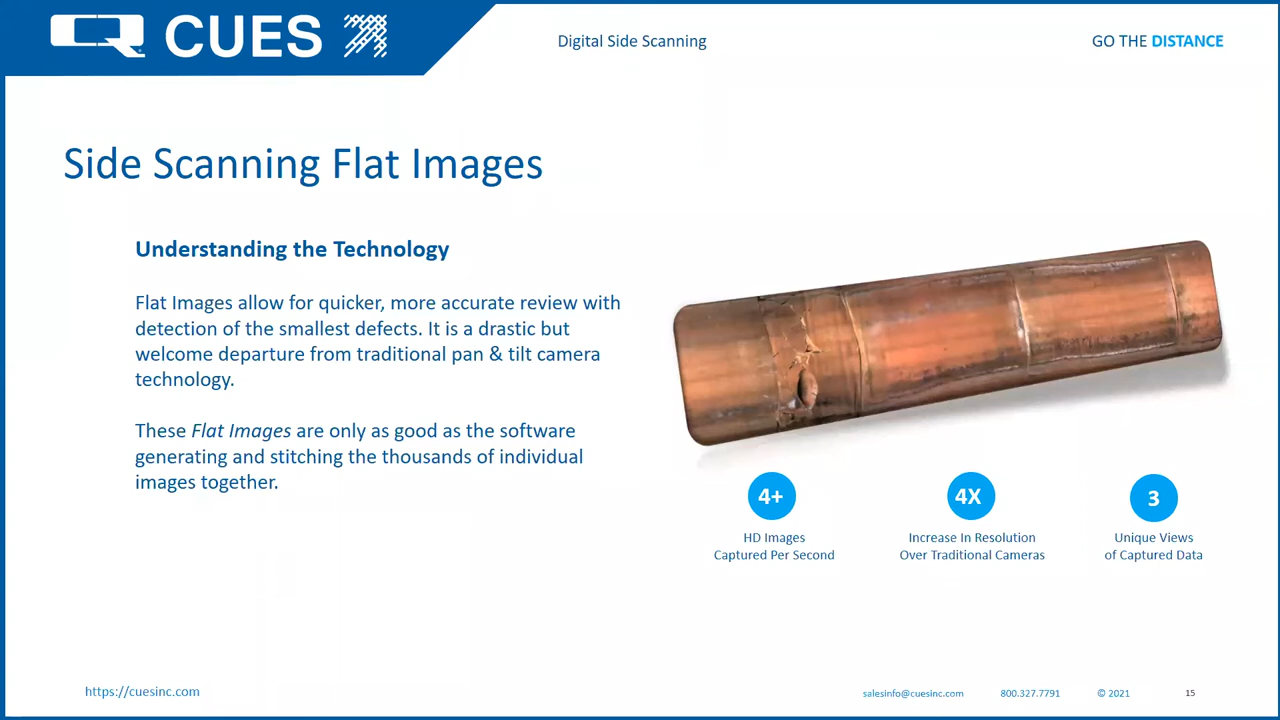 CUES
Digital Side Scanning
GO THE DISTANCE
Side Scanning Flat Images
Understanding the Technology
Flat Images allow for quicker, more accurate review with
detection of the smallest defects. It is a drastic but
welcome departure from traditional pan & tilt camera
technology.
These Flat Images are only as good as the software
generating and stitching the thousands of individual
images together.
4+
HD Images
Captured Per Second
4X
Increase In Resolution
Over Traditional Cameras
3
Unique Views
of Captured Data
https://cuesinc.com
salesinfo@cuesinc.com
800.327.7791
© 2021
15